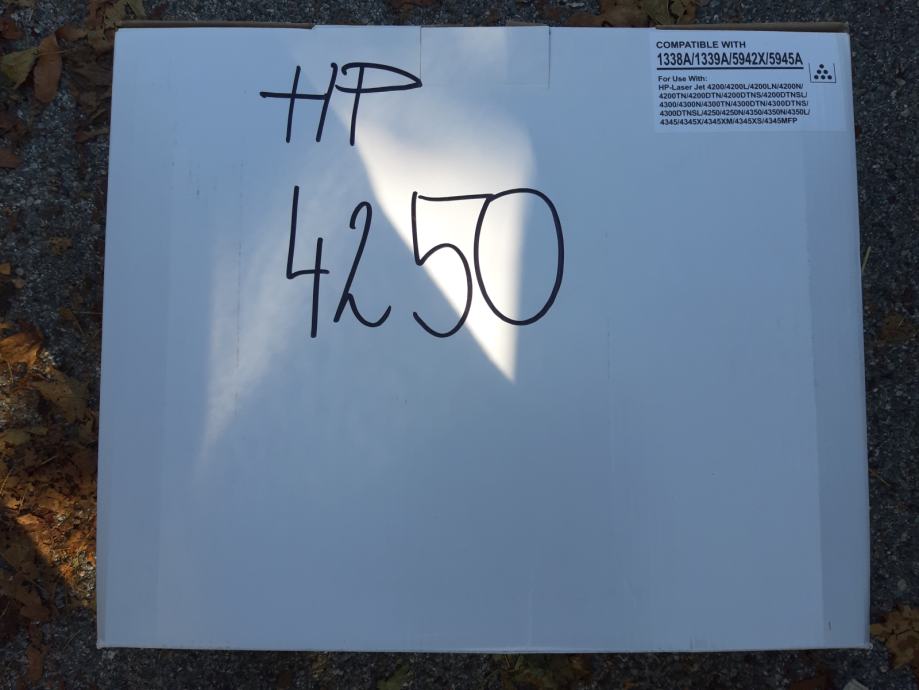 HP
4250
COMPATIBLE WITH
1338A/1339A/5942X/5945A
For Use With:
HP-Laser Jet 4200/4200L/4200LN/4200N/
4200TN/4200DTN/4200DTNS/4200DTNSL/
4300/4300N/4300TN/4300DTN/4300DTNS/
4300DTNSL/4250/4250N/4350/4350N/4350L/
4345/4345X/4345XM/4345XS/4345MFP